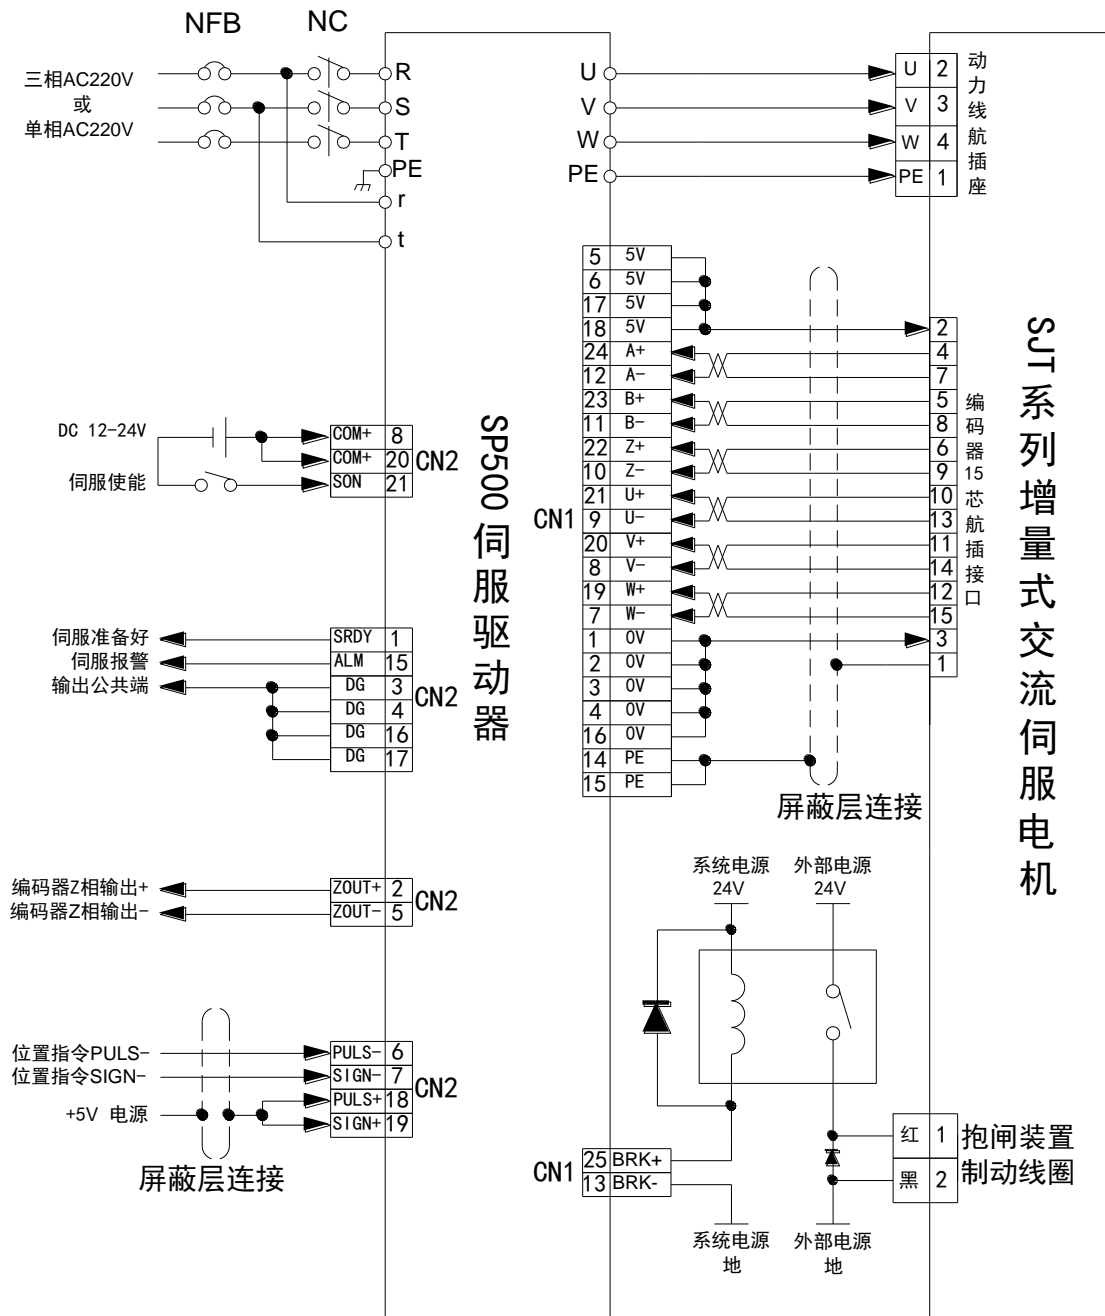 NFB NC
三相AC220V
或
单相AC220V
R
S
T
PE
r
t
U
V
W
PE
U 2
V 3
W 4
PE 1
动力线航插座
5 5V
6 5V
17 5V
18 5V
24 A+
12 A-
23 B+
11 B-
22 Z+
10 Z-
21 U+
9 U-
20 V+
8 V-
19 W+
7 W-
1 0V
2 0V
3 0V
4 0V
16 0V
14 PE
15 PE
CN1
2
4
7
5
8
6
9
10
13
11
14
12
15
3
1
编码器15芯航插接口
SJT系列增量式交流伺服电机
SP500伺服驱动器
屏蔽层连接
DC 12-24V
伺服使能
COM+ 8
COM+ 20
SON 21
CN2
伺服准备好
伺服报警
输出公共端
SRDY 1
ALM 15
DG 3
DG 4
DG 16
DG 17
CN2
编码器Z相输出+
编码器Z相输出-
ZOUT+ 2
ZOUT- 5
CN2
位置指令PULS-
位置指令SIGN-
+5V 电源
PULS- 6
SIGN- 7
PULS+ 18
SIGN+ 19
CN2
屏蔽层连接
系统电源
24V
外部电源
24V
CN1
25 BRK+
13 BRK-
系统电源
地
外部电源
地
红 1
黑 2
抱闸装置
制动线圈